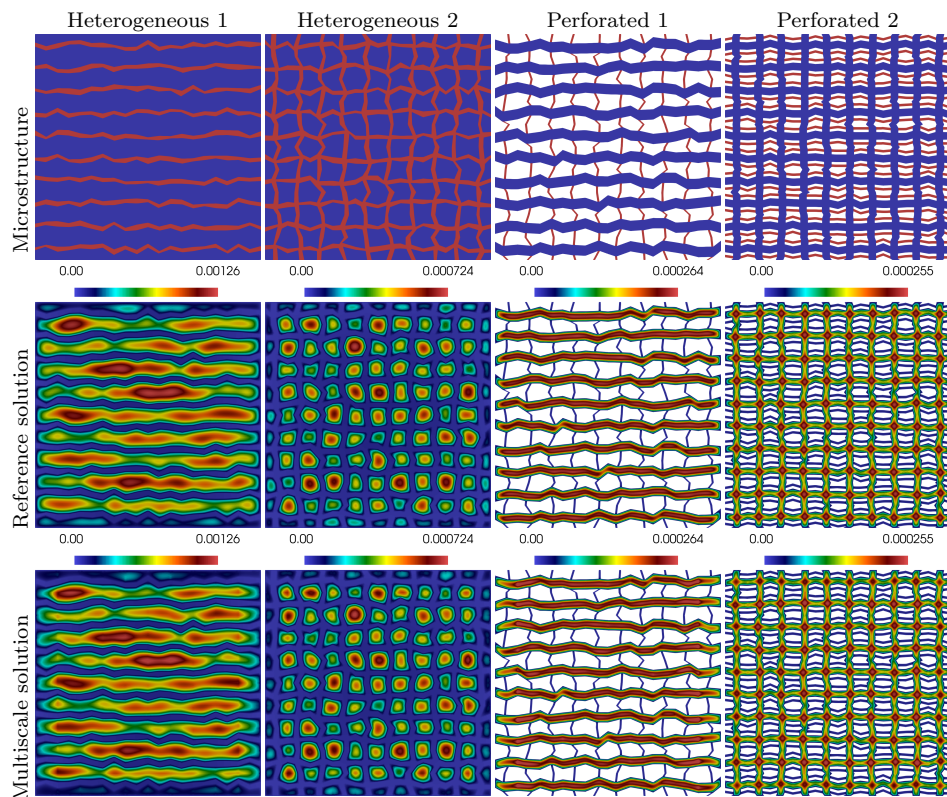 Heterogeneous 1 Heterogeneous 2 Perforated 1 Perforated 2
Microstructure
0.00 0.00126 0.00 0.000724 0.00 0.000264 0.00 0.000255
Reference solution
0.00 0.00126 0.00 0.000724 0.00 0.000264 0.00 0.000255
Multiscale solution